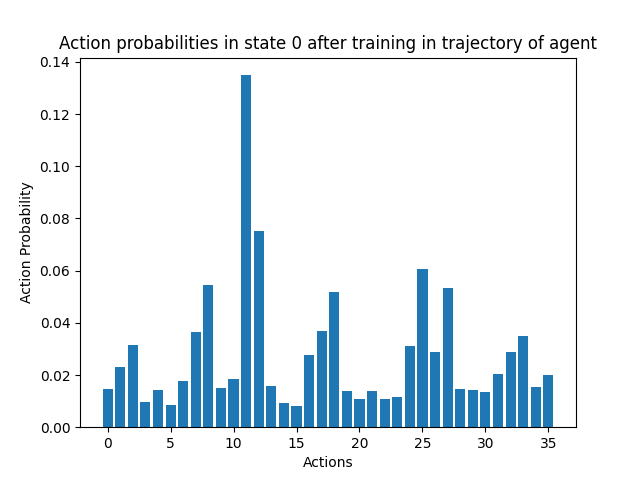 Action probabilities in state 0 after training in trajectory of agent
0.14
0.12
0.10
0.08
0.06
0.04
0.02
0.00
Action Probability
0 5 10 15 20 25 30 35
Actions